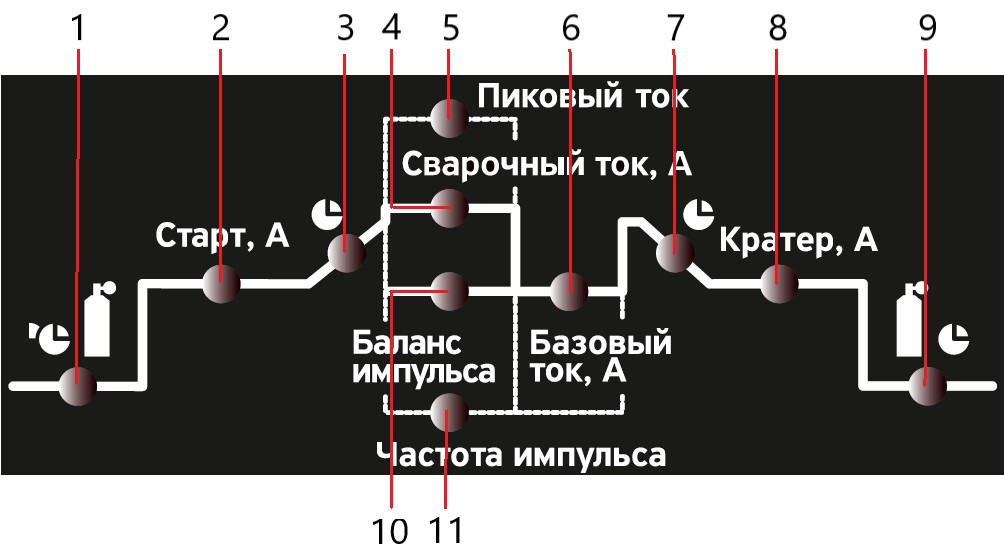 1 2 3 4 5 6 7 8 9
Пиковый ток
Сварочный ток, А
Старт, А
Кратер, А
Баланс
импульса
Базовый
ток, А
Частота импульса
10 11